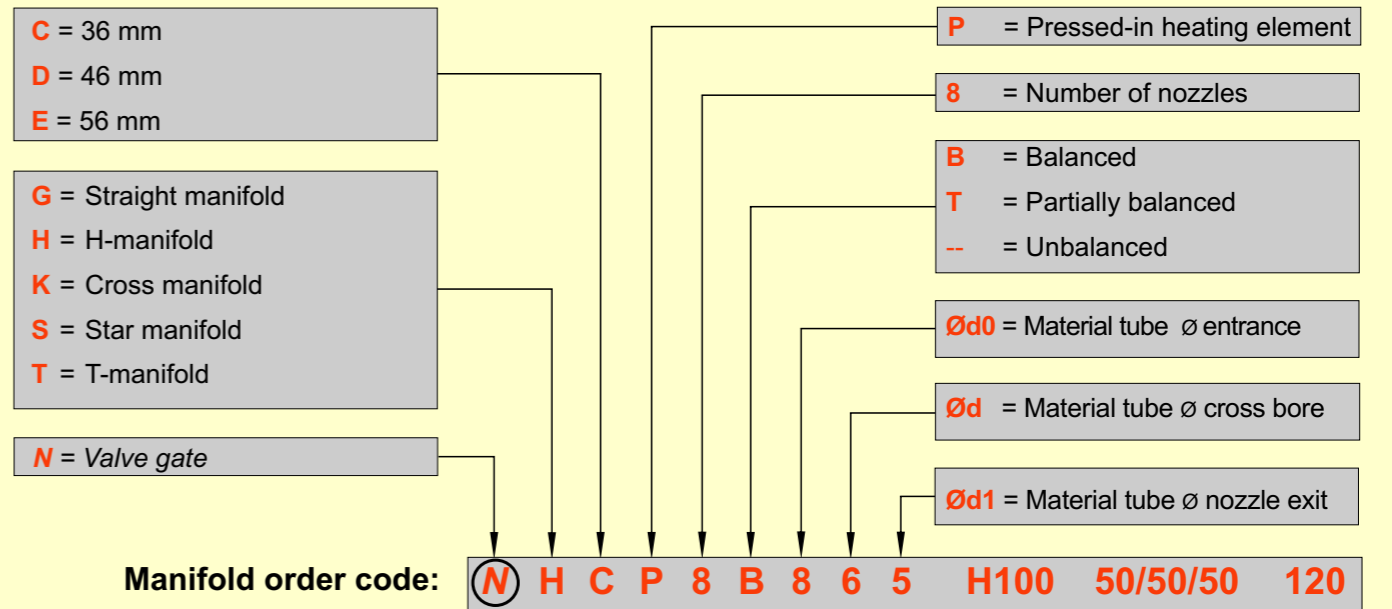 C = 36 mm
D = 46 mm
E = 56 mm
G = Straight manifold
H = H-manifold
K = Cross manifold
S = Star manifold
T = T-manifold
N = Valve gate
P = Pressed-in heating element
8 = Number of nozzles
B = Balanced
T = Partially balanced
-- = Unbalanced
Ød0 = Material tube Ø entrance
Ød = Material tube Ø cross bore
Ød1 = Material tube Ø nozzle exit
Manifold order code: N H C P 8 B 8 6 5 H100 50/50/50 120